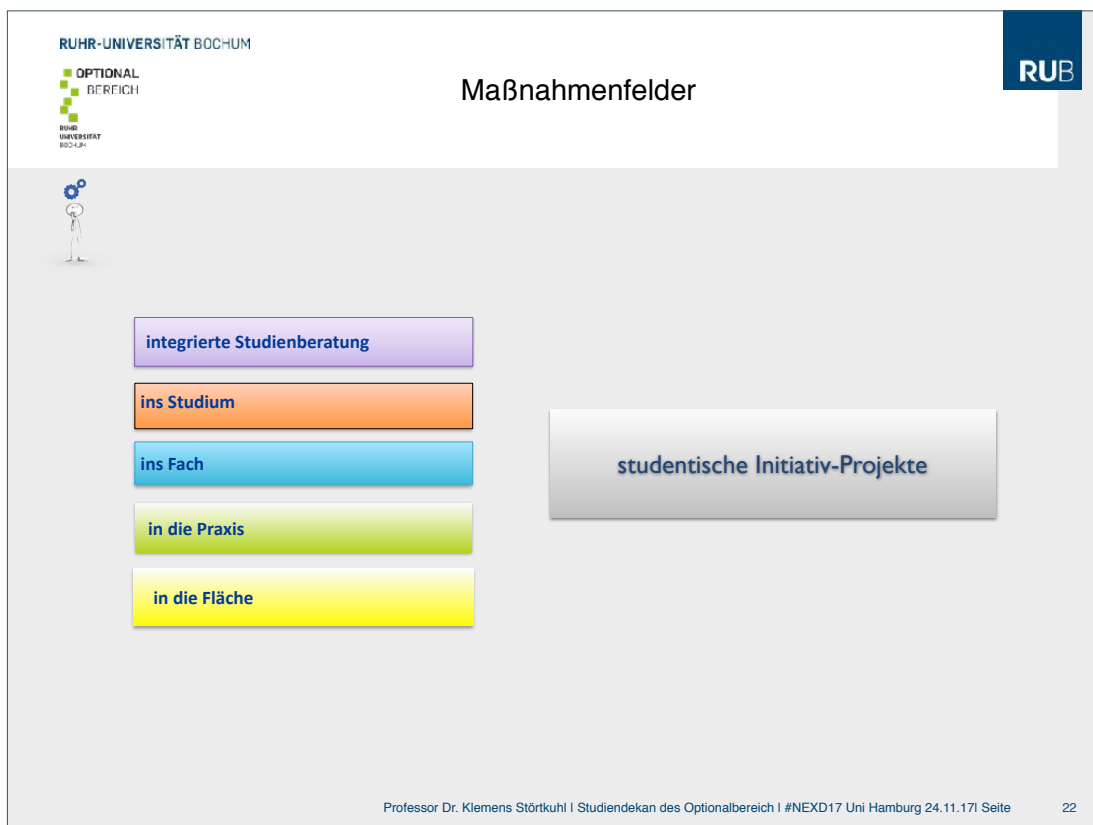 RUHR-UNIVERSITÄT BOCHUM
RUB
OPTIONAL
BEREICH
RUHR
UNIVERSITÄT
BOCHUM
Maßnahmenfelder
integrierte Studienberatung
ins Studium
ins Fach
in die Praxis
in die Fläche
studentische Initiativ-Projekte
Professor Dr. Klemens Störtkuhl I Studiendekan des Optionalbereich I #NEXD17 Uni Hamburg 24.11.17I Seite 22